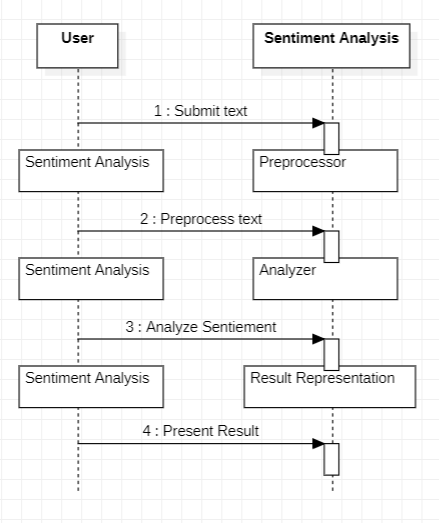 User
Sentiment Analysis
1 : Submit text
Sentiment Analysis
Preprocessor
2 : Preprocess text
Sentiment Analysis
Analyzer
3 : Analyze Sentiement
Sentiment Analysis
Result Representation
4 : Present Result